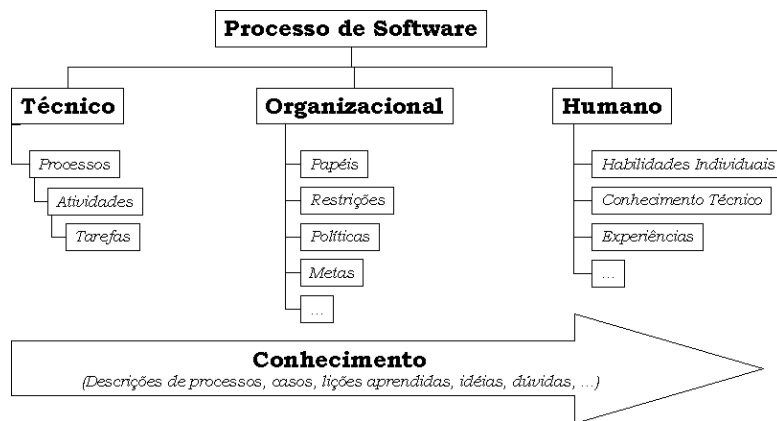 Processo de Software
Técnico
Organizacional
Humano
Processos
Atividades
Tarefas
Papéis
Restrições
Políticas
Metas
...
Habilidades Individuais
Conhecimento Técnico
Experiências
...
Conhecimento
(Descrições de processos, casos, lições aprendidas, idéias, dúvidas, ...)